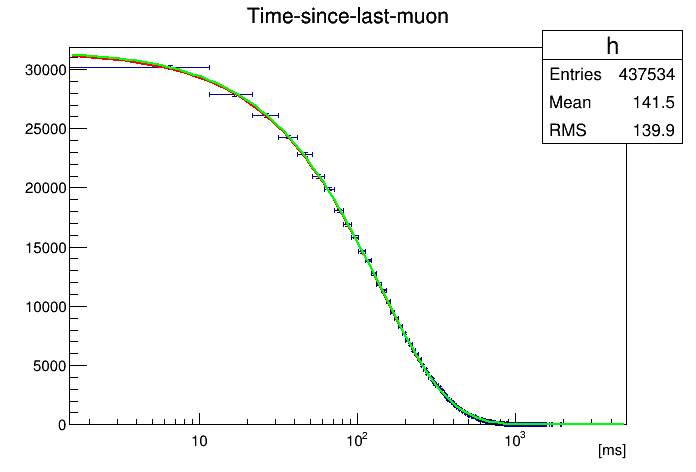 Time-since-last-muon
h
Entries 437534
Mean 141.5
RMS 139.9
30000
25000
20000
15000
10000
5000
0
10
10²
10³
[ms]